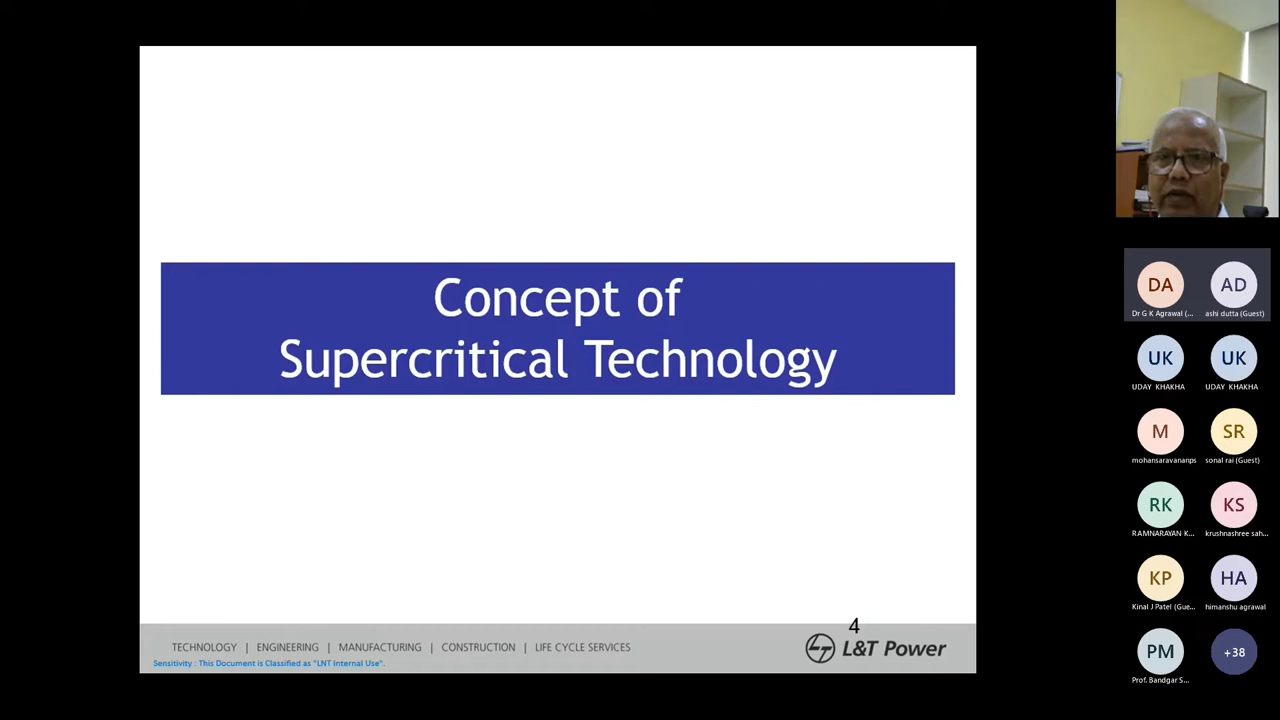 Concept of
Supercritical Technology
4
TECHNOLOGY | ENGINEERING | MANUFACTURING | CONSTRUCTION | LIFE CYCLE SERVICES
L&T Power
Sensitivity : This Document is Classified as "LNT Internal Use".
DA AD
Dr G K Agrawal (... ashi dutta (Guest)
UK UK
UDAY KHAKHA UDAY KHAKHA
M SR
mohansaravananps sonal rai (Guest)
RK KS
RAMNARAYAN K... krushnashree sah...
KP HA
Kinal J Patel (Gue... himanshu agrawal
PM +38
Prof. Bandgar S...